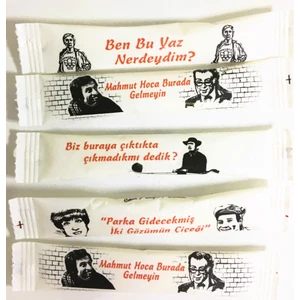 Ben Bu Yaz
Nerdeydim?
Mahmut Hoca Burada
Gelmeyin
Biz buraya çıktıkta
çıkmadıkmı dedik?
"Parka Gidecekmiş
İki Gözümün Çiçeği"
Mahmut Hoca Burada
Gelmeyin